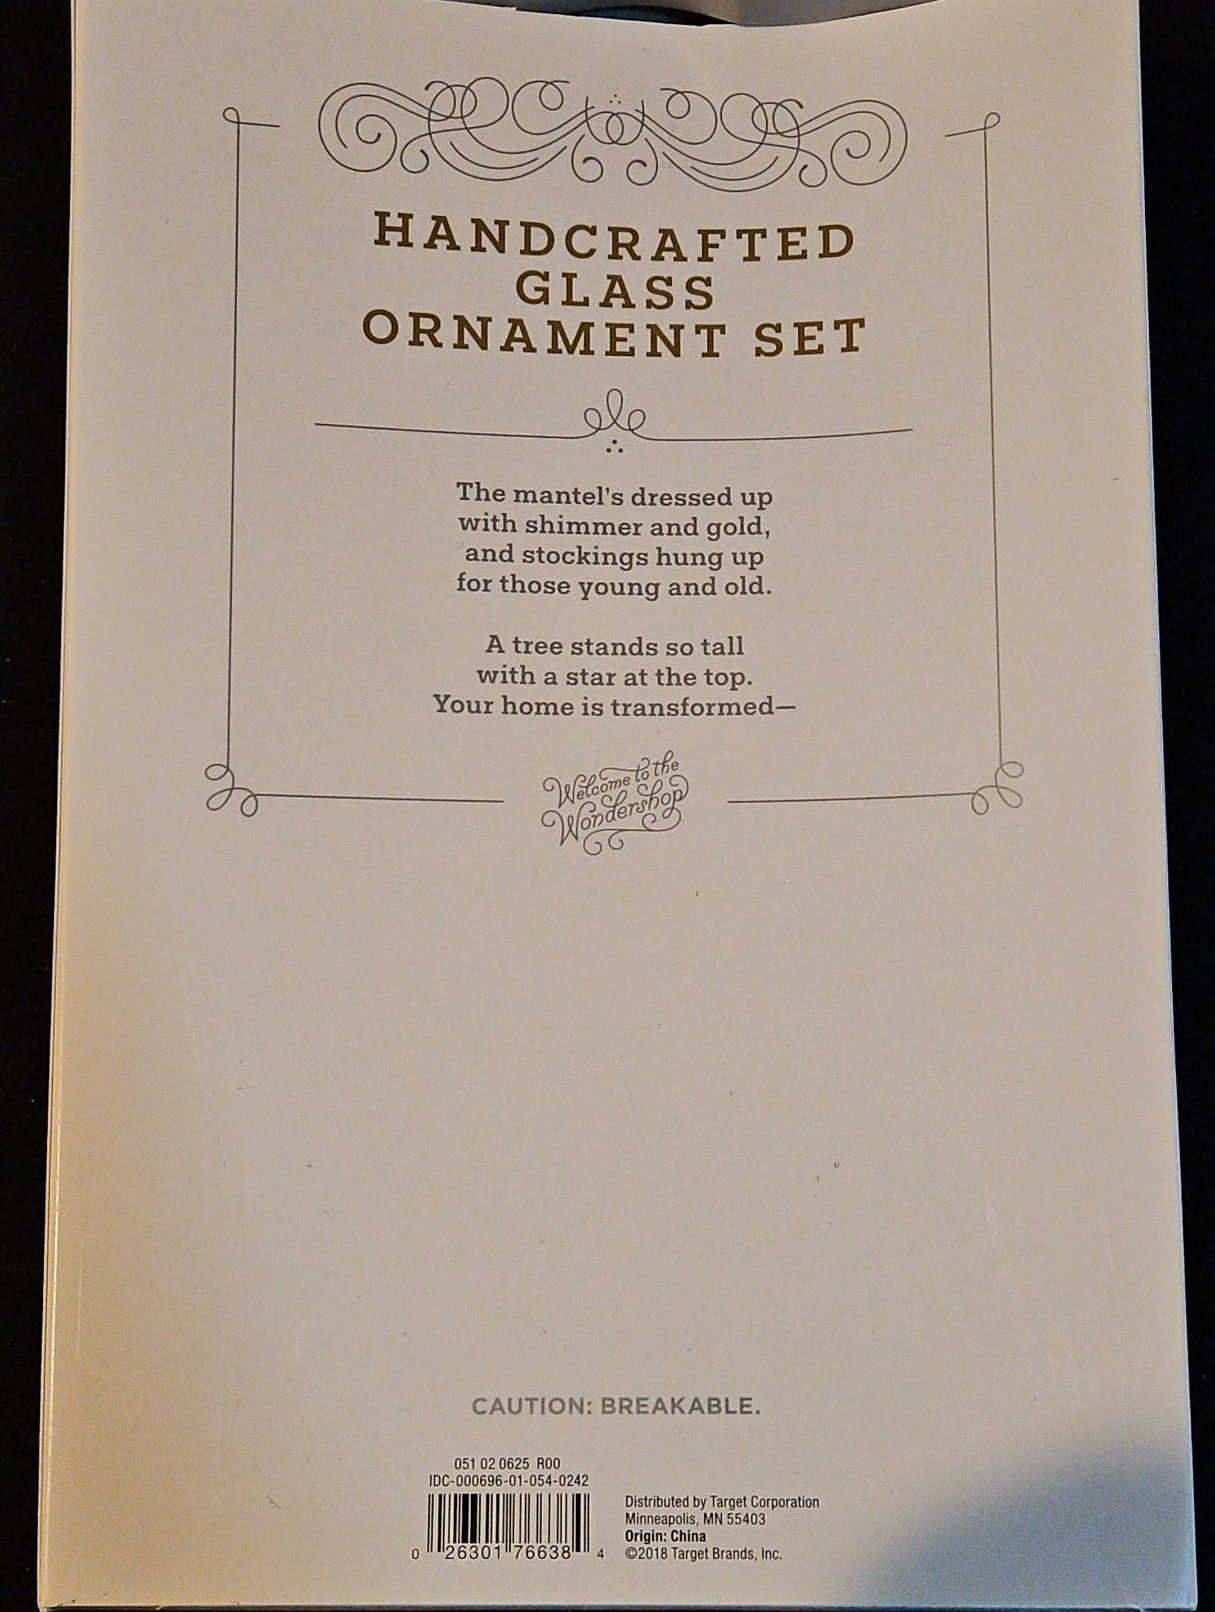 HANDCRAFTED
GLASS
ORNAMENT SET
The mantel's dressed up
with shimmer and gold,
and stockings hung up
for those young and old.
A tree stands so tall
with a star at the top.
Your home is transformed—
Welcome to the
Wondershop
CAUTION: BREAKABLE.
051 02 0625 R00
IDC-000696-01-054-0242
0 26301 76638 4
Distributed by Target Corporation
Minneapolis, MN 55403
Origin: China
©2018 Target Brands, Inc.